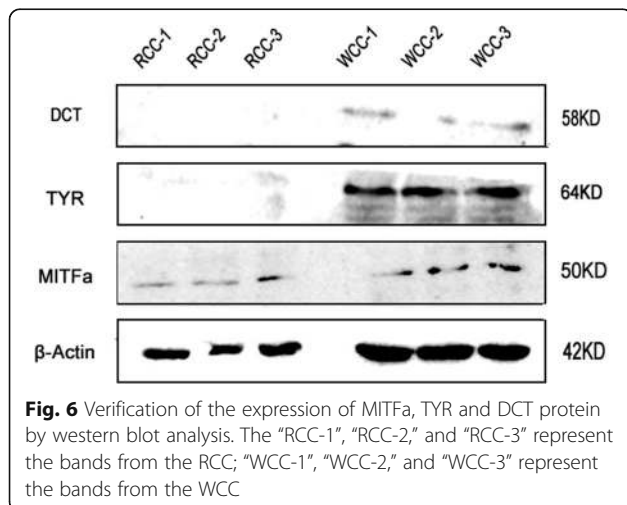 RCC-1 RCC-2 RCC-3 WCC-1 WCC-2 WCC-3
DCT 58KD
TYR 64KD
MITFa 50KD
β-Actin 42KD
Fig. 6 Verification of the expression of MITFa, TYR and DCT protein
by western blot analysis. The “RCC-1”, “RCC-2,” and “RCC-3” represent
the bands from the RCC; “WCC-1”, “WCC-2,” and “WCC-3” represent
the bands from the WCC